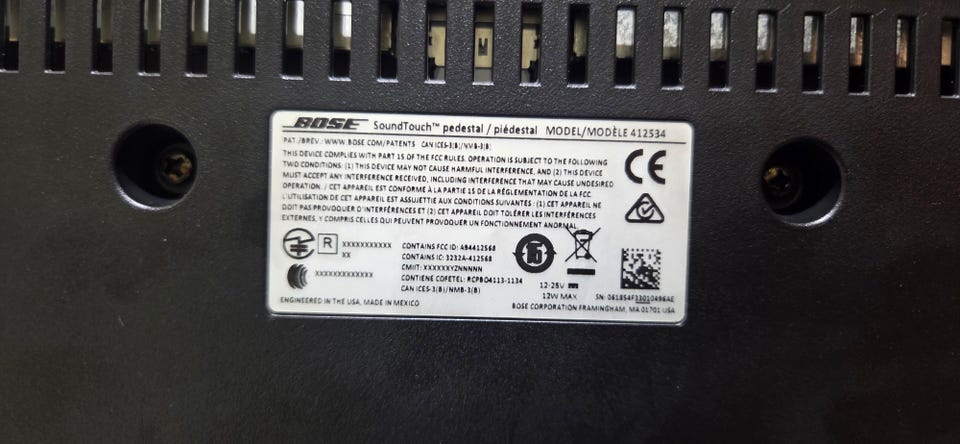 BOSE SoundTouch™ pedestal / piédestal MODEL/MODÈLE 412534
PAT./BREV.: WWW.BOSE.COM/PATENTS CAN ICES-3(B)/NVB-3(B)
THIS DEVICE COMPLIES WITH PART 15 OF THE FCC RULES. OPERATION IS SUBJECT TO THE FOLLOWING
TWO CONDITIONS: (1) THIS DEVICE MAY NOT CAUSE HARMFUL INTERFERENCE, AND (2) THIS DEVICE
MUST ACCEPT ANY INTERFERENCE RECEIVED, INCLUDING INTERFERENCE THAT MAY CAUSE UNDESIRED
OPERATION. / CET APPAREIL EST CONFORME À LA PARTIE 15 DE LA RÉGLEMENTATION DE LA FCC.
L'UTILISATION DE CET APPAREIL EST ASSUJETTIE AUX CONDITIONS SUIVANTES : (1) CET APPAREIL NE
DOIT PAS PROVOQUER D'INTERFÉRENCES ET (2) CET APPAREIL DOIT TOLÉRER LES INTERFÉRENCES
EXTERNES, Y COMPRIS CELLES QUI PEUVENT PROVOQUER UN FONCTIONNEMENT ANORMAL.
CE
R XXXXXXXXXXX
XX
XXXXXXXXXXXXX
CONTAINS FCC ID: A94412568
CONTAINS IC: 3232A-412568
CMIIT: XXXXXXXYZNNNNN
CONTIENE COFETEL: RCPBO4113-1134
CAN ICES-3(B)/NMB-3(B)
15
12-25V
12W MAX
SN: 061854F33010496AE
ENGINEERED IN THE USA, MADE IN MEXICO
BOSE CORPORATION FRAMINGHAM, MA 01701 USA